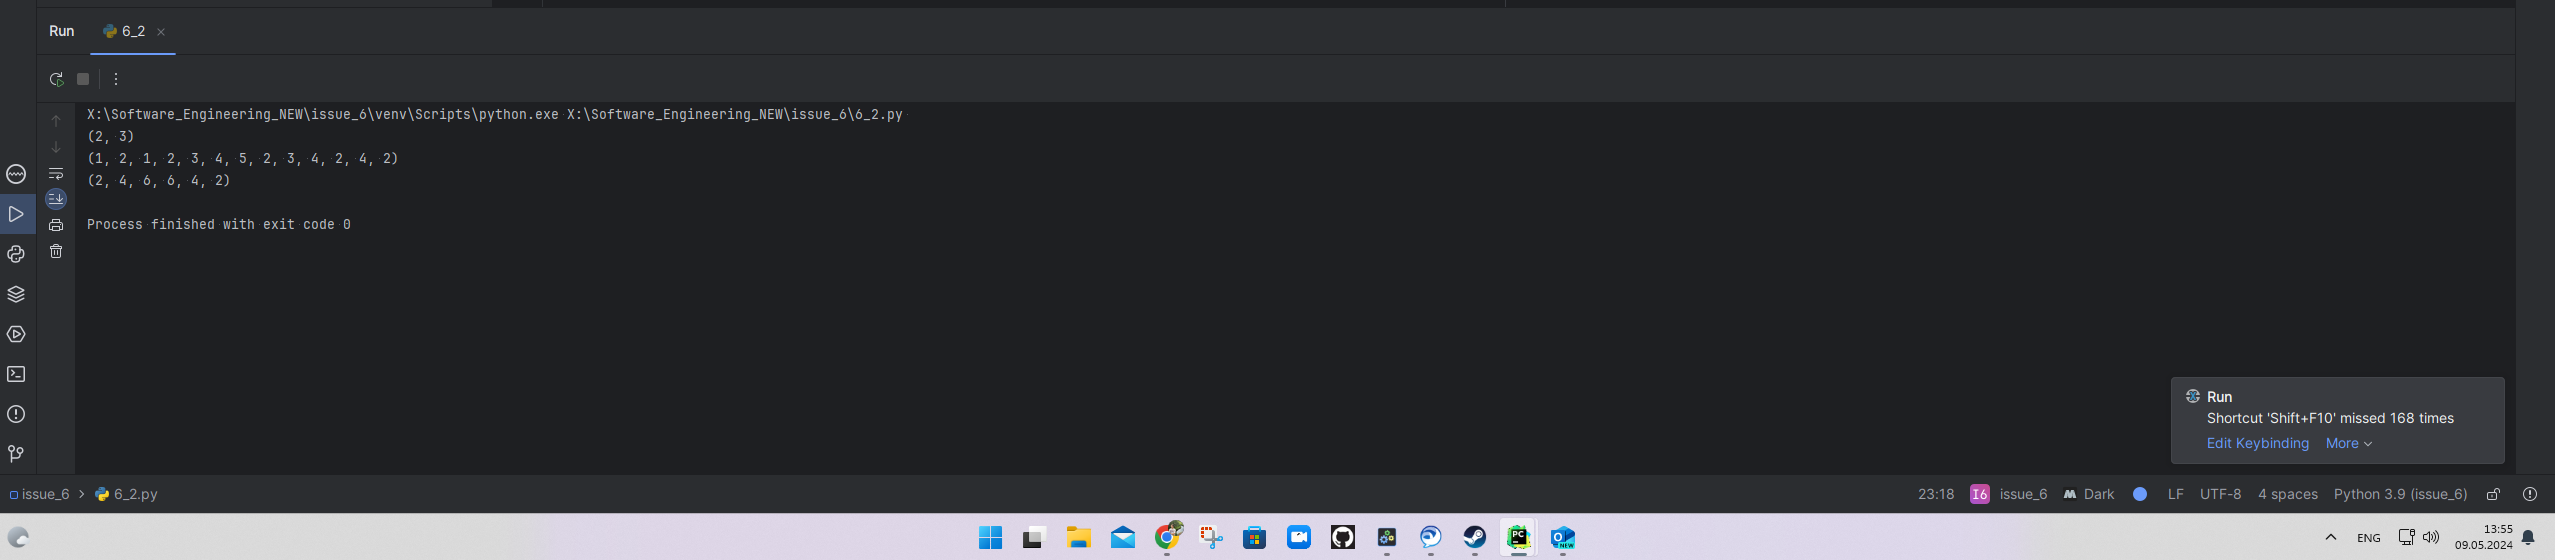 Run 6_2
X:\Software_Engineering_NEW\issue_6\venv\Scripts\python.exe X:\Software_Engineering_NEW\issue_6\6_2.py
(2, 3)
(1, 2, 1, 2, 3, 4, 5, 2, 3, 4, 2, 4, 2)
(2, 4, 6, 6, 4, 2)
Process finished with exit code 0
Run
Shortcut 'Shift+F10' missed 168 times
Edit Keybinding More
issue_6 > 6_2.py 23:18 I6 issue_6 M Dark LF UTF-8 4 spaces Python 3.9 (issue_6)
PC O NEW ENG 13:55
09.05.2024